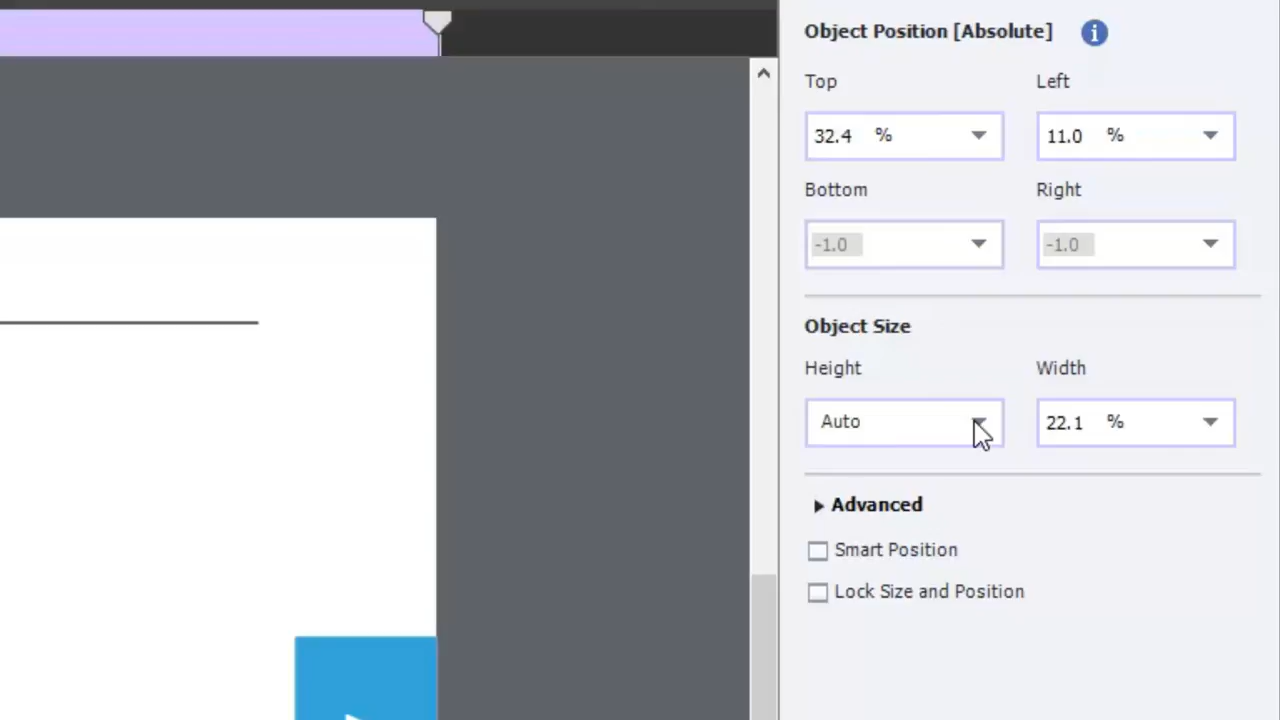 Object Position [Absolute] i
Top Left
32.4 % 11.0 %
Bottom Right
-1.0 -1.0
Object Size
Height Width
Auto 22.1 %
Advanced
Smart Position
Lock Size and Position